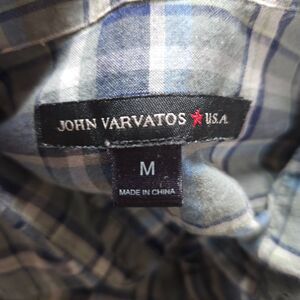 JOHN VARVATOS ★ U.S.A.
M
MADE IN CHINA